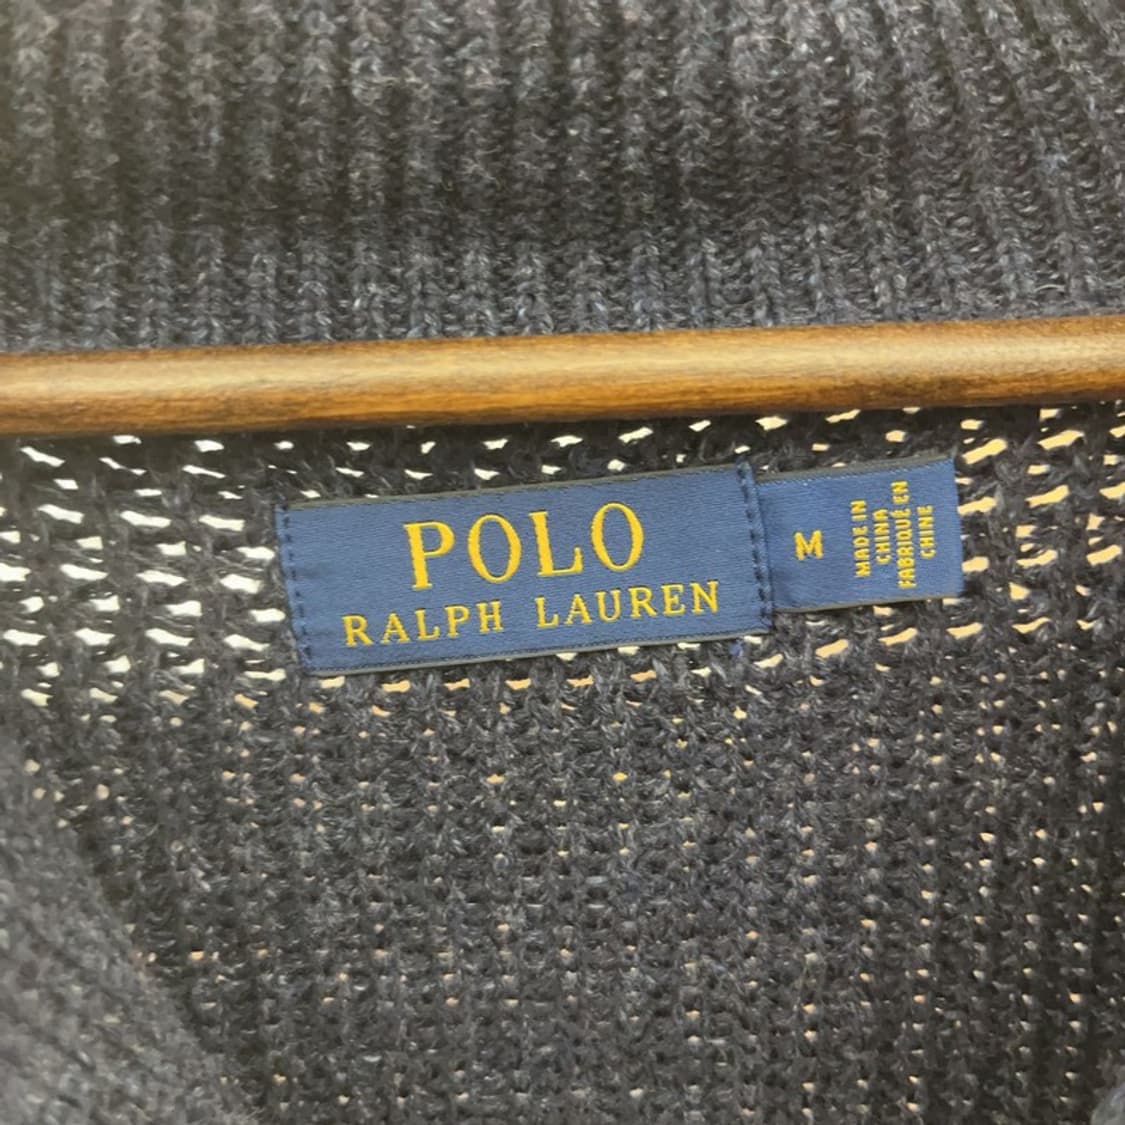 POLO
RALPH LAUREN
M
MADE IN
CHINA
FABRIQUÉ EN
CHINE